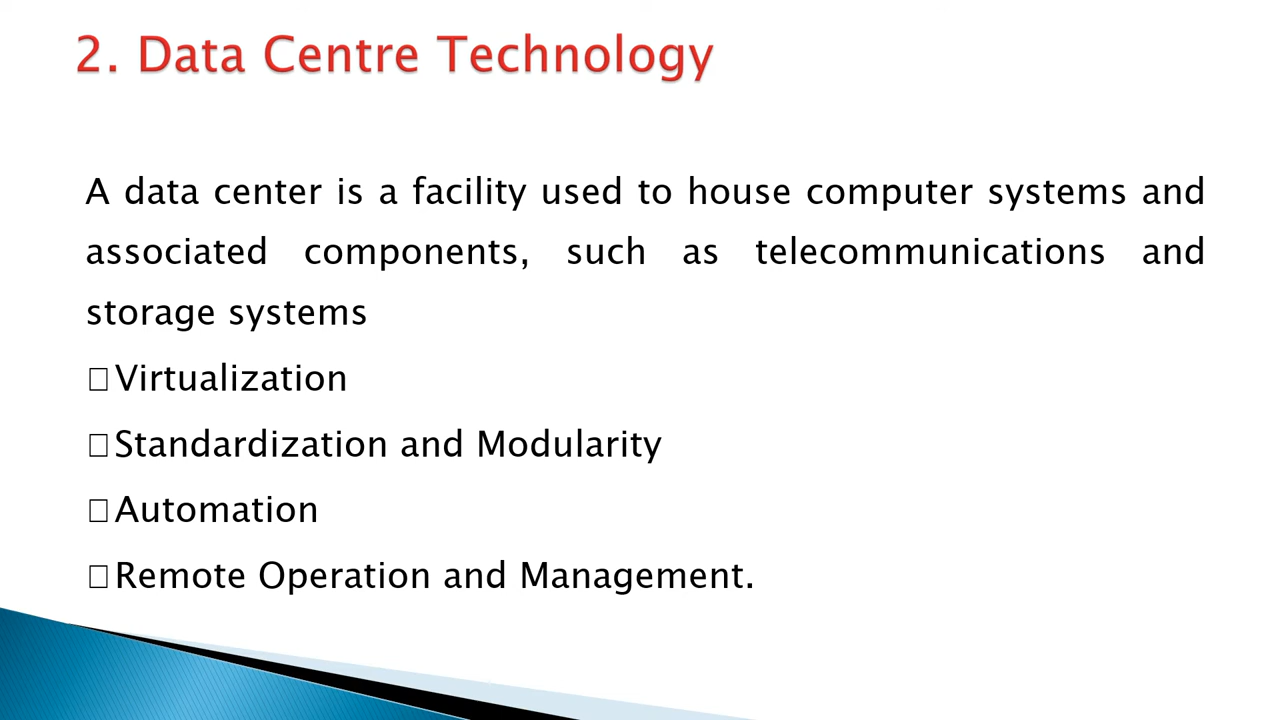 2. Data Centre Technology
A data center is a facility used to house computer systems and
associated components, such as telecommunications and
storage systems
□Virtualization
□Standardization and Modularity
□Automation
□Remote Operation and Management.